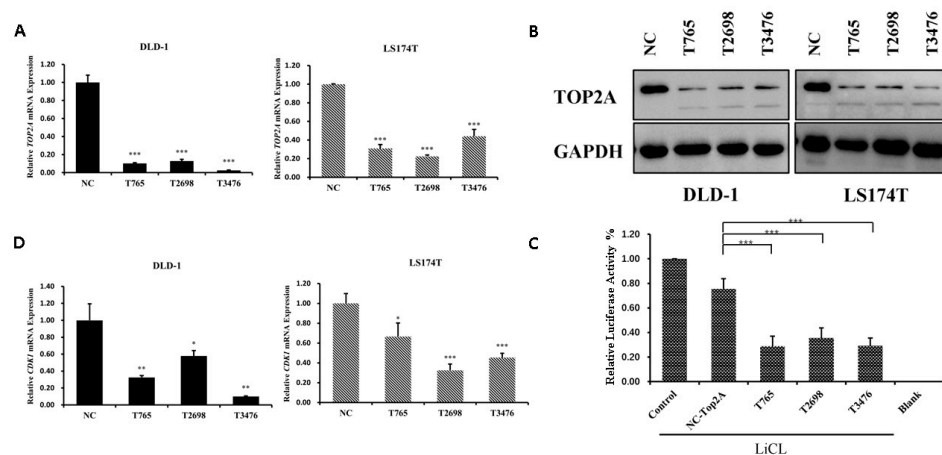 A
DLD-1
Relative TOP2A mRNA Expression
1.20
1.00
0.80
0.60
0.40
0.20
0.00
***
***
***
NC
T765
T2698
T3476
LS174T
Relative TOP2A mRNA Expression
1.20
1.00
0.80
0.60
0.40
0.20
0.00
***
***
***
NC
T765
T2698
T3476
B
NC
T765
T2698
T3476
NC
T765
T2698
T3476
TOP2A
GAPDH
DLD-1
LS174T
D
DLD-1
Relative CDK1 mRNA Expression
1.40
1.20
1.00
0.80
0.60
0.40
0.20
0.00
**
*
**
NC
T765
T2698
T3476
LS174T
Relative CDK1 mRNA Expression
1.20
1.00
0.80
0.60
0.40
0.20
0.00
*
***
***
NC
T765
T2698
T3476
C
Relative Luciferase Activity %
1.20
1.00
0.80
0.60
0.40
0.20
0.00
***
***
***
Control
NC-Top2A
T765
T2698
T3476
Blank
LiCL